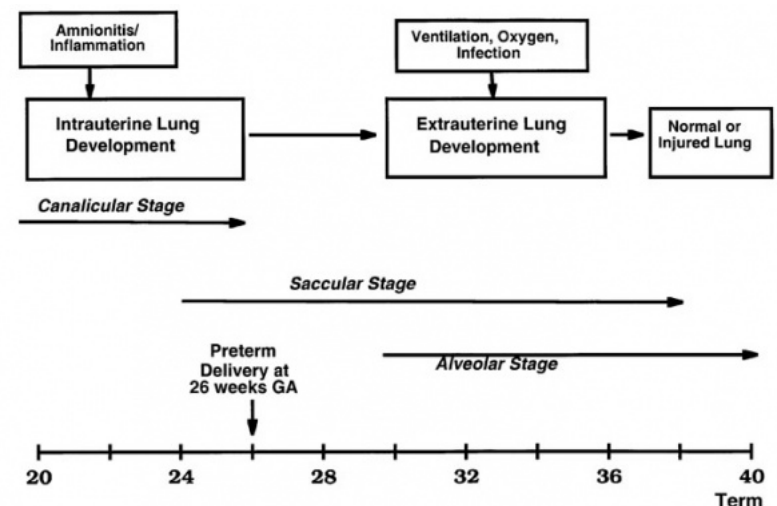 Amnionitis/
Inflammation
Ventilation, Oxygen,
Infection
Intrauterine Lung
Development
Extrauterine Lung
Development
Normal or
Injured Lung
Canalicular Stage
Saccular Stage
Alveolar Stage
Preterm
Delivery at
26 weeks GA
20 24 28 32 36 40
Term